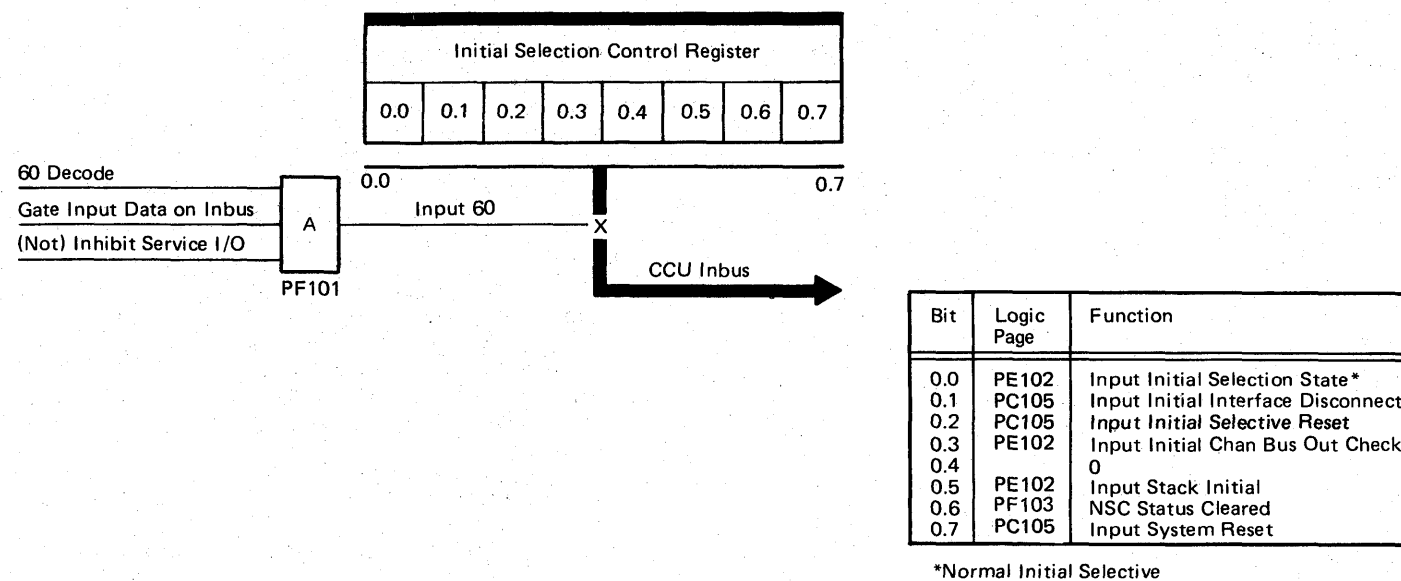 Initial Selection Control Register
0.0 0.1 0.2 0.3 0.4 0.5 0.6 0.7
0.0 0.7
60 Decode
Gate Input Data on Inbus
(Not) Inhibit Service I/O
A
PF101
Input 60
X
CCU Inbus
Bit Logic Page Function
0.0 PE102 Input Initial Selection State*
0.1 PC105 Input Initial Interface Disconnect
0.2 PC105 Input Initial Selective Reset
0.3 PE102 Input Initial Chan Bus Out Check
0.4 0
0.5 PE102 Input Stack Initial
0.6 PF103 NSC Status Cleared
0.7 PC105 Input System Reset
*Normal Initial Selective